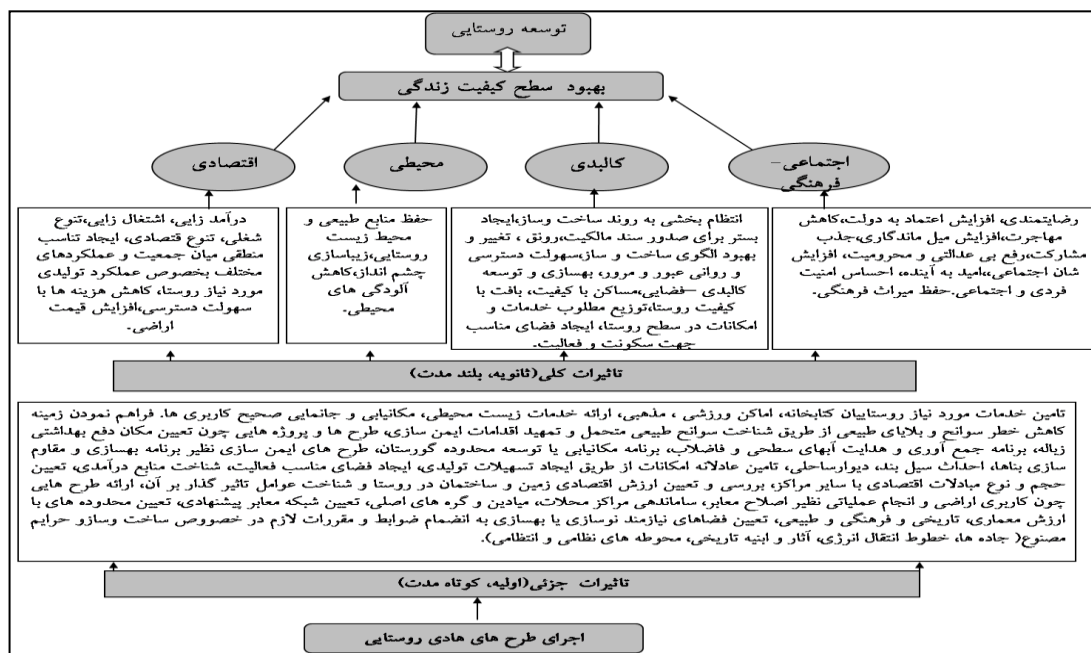 توسعه روستایی
بهبود سطح کیفیت زندگی
اجتماعی-
فرهنگی
کالبدی
محیطی
اقتصادی
رضایتمندی، افزایش اعتماد به دولت،کاهش
مهاجرت،افزایش میل ماندگاری،جذب
مشارکت،رفع بی عدالتی و محرومیت، افزایش
شان اجتماعی،،امید به آینده، احساس امنیت
فردی و اجتماعی.حفظ میراث فرهنگی.
انتظام بخشی به روند ساخت وساز،ایجاد
بستر برای صدور سند مالکیت،رونق ، تغییر و
بهبود الگوی ساخت و ساز،سهولت دسترسی
و روانی عبور و مرور، بهسازی و توسعه
کالبدی –فضایی،مساکن با کیفیت، بافت با
کیفیت روستا،توزیع مطلوب خدمات و
امکانات در سطح روستا، ایجاد فضای مناسب
جهت سکونت و فعالیت.
حفظ منابع طبیعی و
محیط زیست
روستایی،زیباسازی
چشم انداز،کاهش
آلودگی های
محیطی.
درآمد زایی، اشتغال زایی،تنوع
شغلی، تنوع قتصادی، ایجاد تناسب
منطقی میان جمعیت و عملکردهای
مختلف بخصوص عملکرد تولیدی
مورد نیاز روستا، کاهش هزینه ها با
سهولت دسترسی،افزایش قیمت
اراضی.
تاثیرات کلی(ثانویه، بلند مدت)
تامین خدمات مورد نیاز روستاییان کتابخانه، اماکن ورزشی ، مذهبی، ارائه خدمات زیست محیطی، مکانیابی و جانمایی صحیح کاربری ها. فراهم نمودن زمینه
کاهش خطر سوانح و بلایای طبیعی از طریق شناخت سوانح طبیعی متحمل و تمهید اقدامات ایمن سازی، طرح ها و پروژه هایی چون تعیین مکان دفع بهداشتی
زباله، برنامه جمع آوری و هدایت آبهای سطحی و فاضلاب، برنامه مکانیابی یا توسعه محدوده گورستان، طرح های ایمن سازی نظیر برنامه بهسازی و مقاوم
سازی بناها، احداث سیل بند، دیوارساحلی، تامین عادلانه امکانات از طریق ایجاد تسهیلات تولیدی، ایجاد فضای مناسب فعالیت، شناخت منابع درآمدی، تعیین
حجم و نوع مبادلات اقتصادی با سایر مراکز، بررسی و تعیین ارزش اقتصادی زمین و ساختمان در روستا و شناخت عوامل تاثیر گذار بر آن، ارائه طرح هایی
چون کاربری اراضی و انجام عملیاتی نظیر اصلاح معابر، ساماندهی مراکز محلات، میادین و گره های اصلی، تعیین شبکه معابر پیشنهادی، تعیین محدوده های با
ارزش معماری، تاریخی و فرهنگی و طبیعی، تعیین فضاهای نیازمند نوسازی یا بهسازی به انضمام ضوابط و مقررات لازم در خصووص ساخت وسازو حرایم
مصنوع( جاده ها، خطوط انتقال انرژی، آثار و ابنیه تاریخی، محوطه های نظامی و انتظامی).
تاثیرات جزئی(اولیه، کوتاه مدت)
اجرای طرح های هادی روستایی